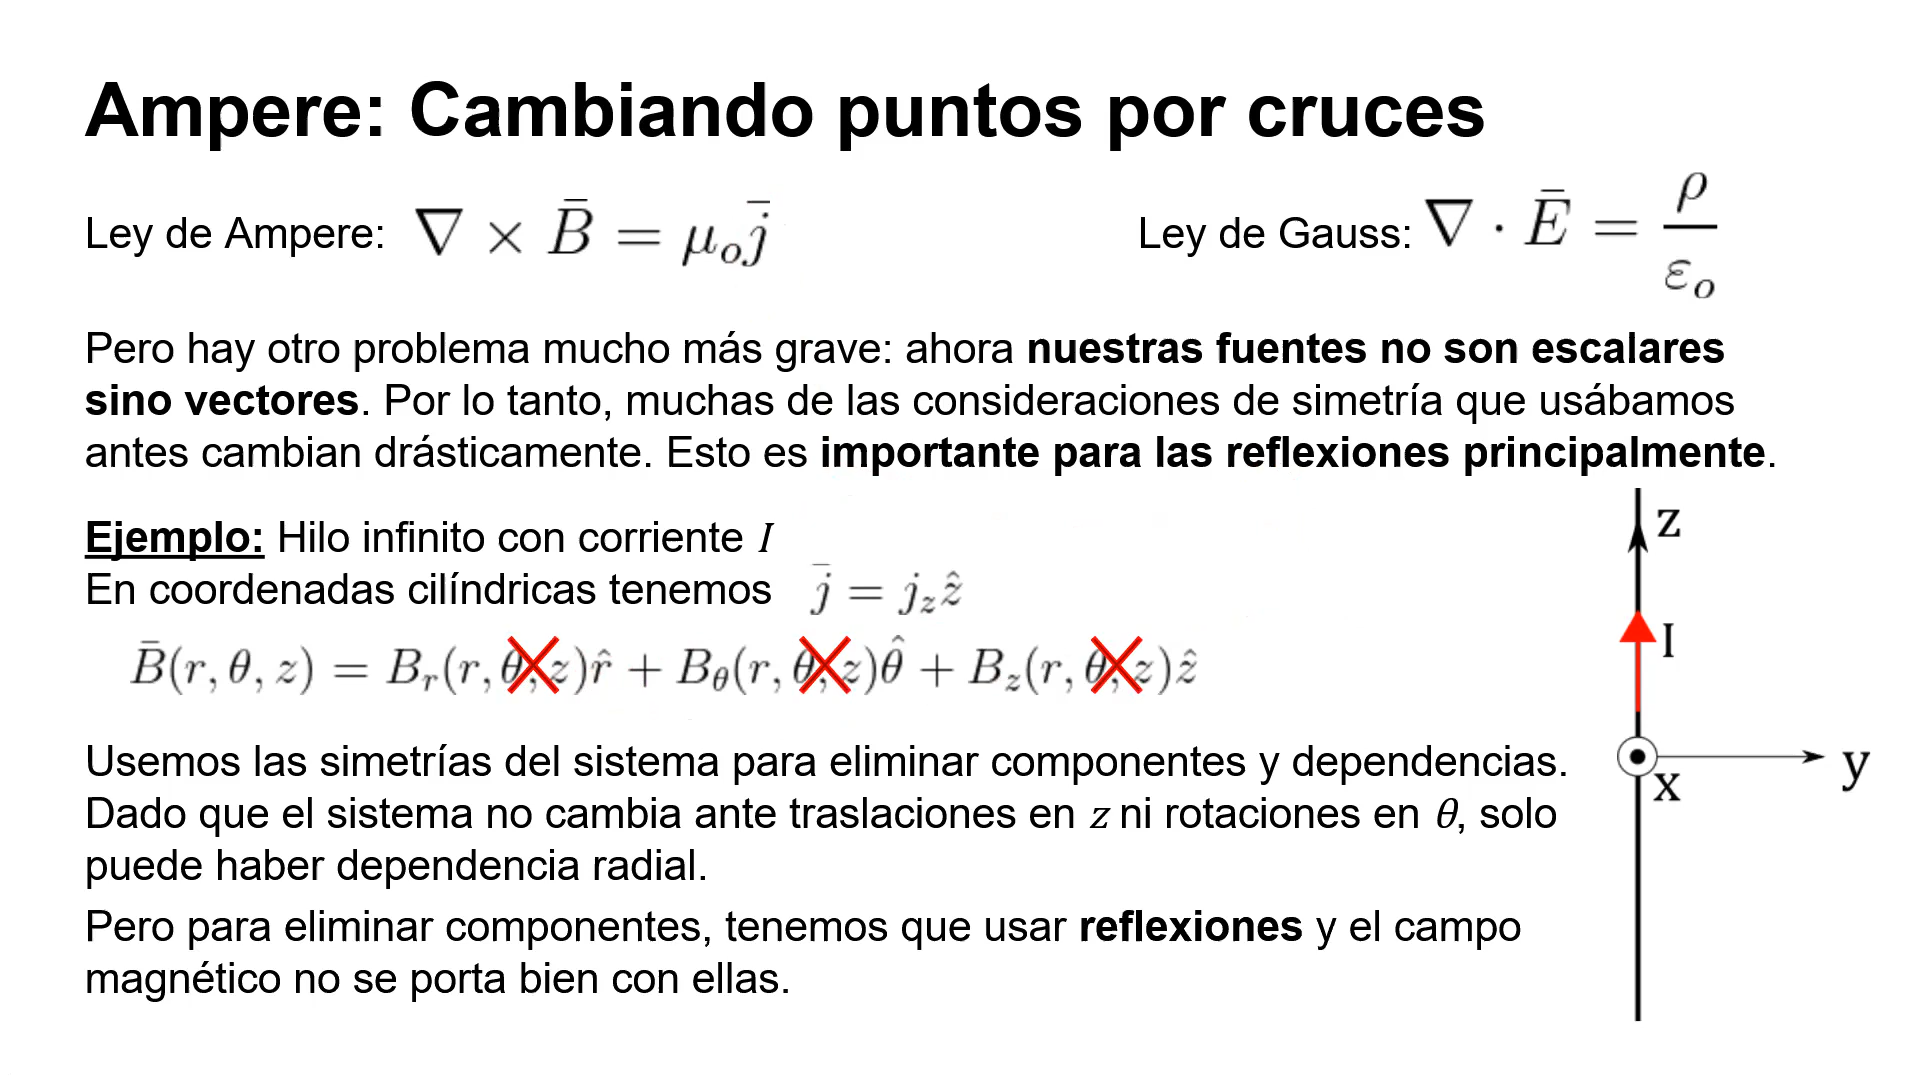 Ampere: Cambiando puntos por cruces
Ley de Ampere: ∇ × B̄ = μₒj̄
Ley de Gauss: ∇ · Ē = ρ/εₒ
Pero hay otro problema mucho más grave: ahora nuestras fuentes no son escalares
sino vectores. Por lo tanto, muchas de las consideraciones de simetría que usábamos
antes cambian drásticamente. Esto es importante para las reflexiones principalmente.
Ejemplo: Hilo infinito con corriente I
En coordenadas cilíndricas tenemos j̄ = j_z ẑ
B̄(r, θ, z) = B_r(r, θ, z)r̂ + B_θ(r, θ, z)θ̂ + B_z(r, θ, z)ẑ
Usemos las simetrías del sistema para eliminar componentes y dependencias.
Dado que el sistema no cambia ante traslaciones en z ni rotaciones en θ, solo
puede haber dependencia radial.
Pero para eliminar componentes, tenemos que usar reflexiones y el campo
magnético no se porta bien con ellas.
z
I
x
y